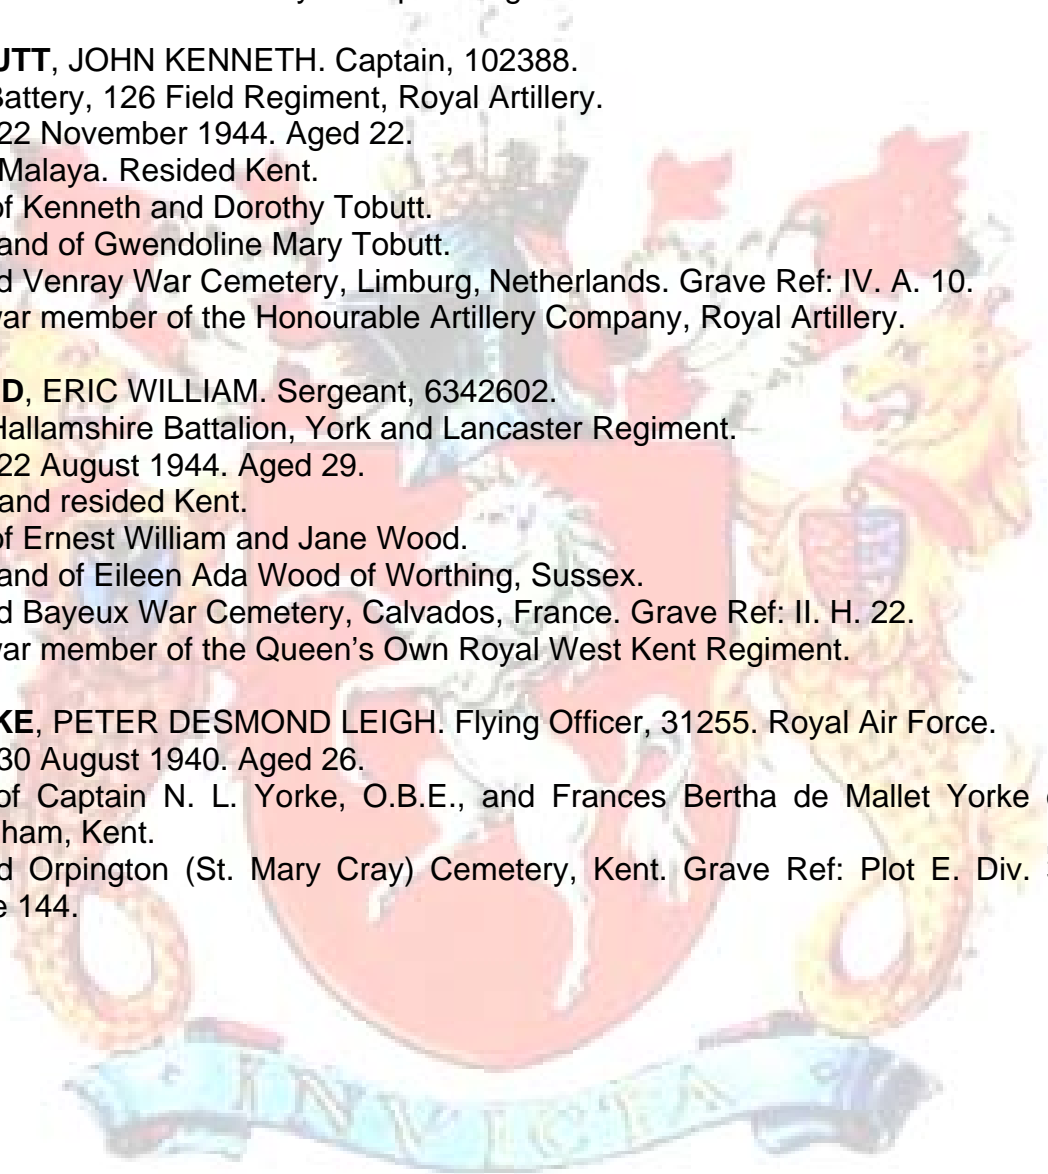 UTT, JOHN KENNETH. Captain, 102388.
Battery, 126 Field Regiment, Royal Artillery.
22 November 1944. Aged 22.
Malaya. Resided Kent.
of Kenneth and Dorothy Tobutt.
and of Gwendoline Mary Tobutt.
d Venray War Cemetery, Limburg, Netherlands. Grave Ref: IV. A. 10.
war member of the Honourable Artillery Company, Royal Artillery.
D, ERIC WILLIAM. Sergeant, 6342602.
Hallamshire Battalion, York and Lancaster Regiment.
22 August 1944. Aged 29.
and resided Kent.
of Ernest William and Jane Wood.
and of Eileen Ada Wood of Worthing, Sussex.
d Bayeux War Cemetery, Calvados, France. Grave Ref: II. H. 22.
war member of the Queen’s Own Royal West Kent Regiment.
KE, PETER DESMOND LEIGH. Flying Officer, 31255. Royal Air Force.
30 August 1940. Aged 26.
of Captain N. L. Yorke, O.B.E., and Frances Bertha de Mallet Yorke
ham, Kent.
d Orpington (St. Mary Cray) Cemetery, Kent. Grave Ref: Plot E. Div.
e 144.
INVICTA